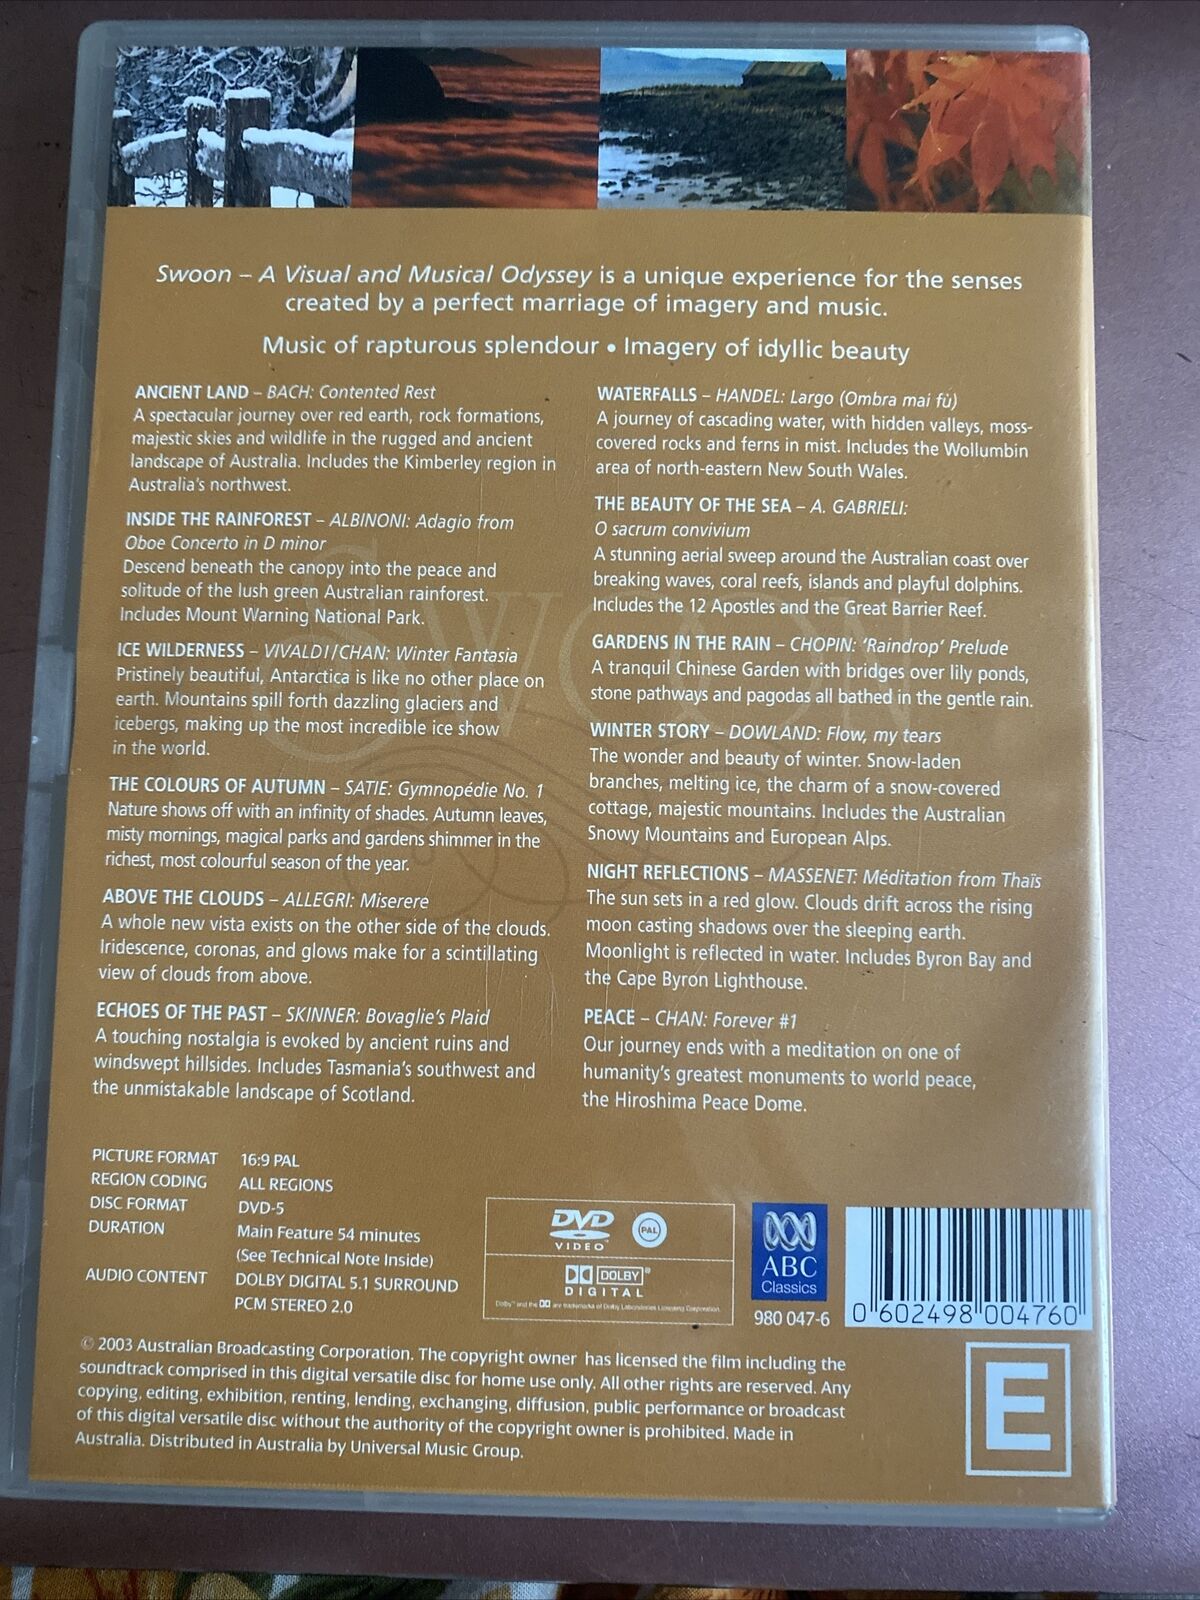 Swoon – A Visual and Musical Odyssey is a unique experience for the senses
created by a perfect marriage of imagery and music.
Music of rapturous splendour • Imagery of idyllic beauty
ANCIENT LAND – BACH: Contented Rest
A spectacular journey over red earth, rock formations,
majestic skies and wildlife in the rugged and ancient
landscape of Australia. Includes the Kimberley region in
Australia's northwest.
INSIDE THE RAINFOREST – ALBINONI: Adagio from
Oboe Concerto in D minor
Descend beneath the canopy into the peace and
solitude of the lush green Australian rainforest.
Includes Mount Warning National Park.
ICE WILDERNESS – VIVALDI/CHAN: Winter Fantasia
Pristinely beautiful, Antarctica is like no other place on
earth. Mountains spill forth dazzling glaciers and
icebergs, making up the most incredible ice show
in the world.
THE COLOURS OF AUTUMN – SATIE: Gymnopédie No. 1
Nature shows off with an infinity of shades. Autumn leaves,
misty mornings, magical parks and gardens shimmer in the
richest, most colourful season of the year.
ABOVE THE CLOUDS – ALLEGRI: Miserere
A whole new vista exists on the other side of the clouds.
Iridescence, coronas, and glows make for a scintillating
view of clouds from above.
ECHOES OF THE PAST – SKINNER: Bovaglie's Plaid
A touching nostalgia is evoked by ancient ruins and
windswept hillsides. Includes Tasmania's southwest and
the unmistakable landscape of Scotland.
WATERFALLS – HANDEL: Largo (Ombra mai fù)
A journey of cascading water, with hidden valleys, moss-
covered rocks and ferns in mist. Includes the Wollumbin
area of north-eastern New South Wales.
THE BEAUTY OF THE SEA – A. GABRIELI:
O sacrum convivium
A stunning aerial sweep around the Australian coast over
breaking waves, coral reefs, islands and playful dolphins.
Includes the 12 Apostles and the Great Barrier Reef.
GARDENS IN THE RAIN – CHOPIN: 'Raindrop' Prelude
A tranquil Chinese Garden with bridges over lily ponds,
stone pathways and pagodas all bathed in the gentle rain.
WINTER STORY – DOWLAND: Flow, my tears
The wonder and beauty of winter. Snow-laden
branches, melting ice, the charm of a snow-covered
cottage, majestic mountains. Includes the Australian
Snowy Mountains and European Alps.
NIGHT REFLECTIONS – MASSENET: Méditation from Thaïs
The sun sets in a red glow. Clouds drift across the rising
moon casting shadows over the sleeping earth.
Moonlight is reflected in water. Includes Byron Bay and
the Cape Byron Lighthouse.
PEACE – CHAN: Forever #1
Our journey ends with a meditation on one of
humanity's greatest monuments to world peace,
the Hiroshima Peace Dome.
SWOON
PICTURE FORMAT 16:9 PAL
REGION CODING ALL REGIONS
DISC FORMAT DVD-5
DURATION Main Feature 54 minutes
(See Technical Note Inside)
AUDIO CONTENT DOLBY DIGITAL 5.1 SURROUND
PCM STEREO 2.0
DVD
VIDEO™
PAL
DOLBY®
DIGITAL
Dolby™ and the DD are trademarks of Dolby Laboratories Licensing Corporation.
ABC
Classics
980 047-6
0 602498 004760
© 2003 Australian Broadcasting Corporation. The copyright owner has licensed the film including the
soundtrack comprised in this digital versatile disc for home use only. All other rights are reserved. Any
copying, editing, exhibition, renting, lending, exchanging, diffusion, public performance or broadcast
of this digital versatile disc without the authority of the copyright owner is prohibited. Made in
Australia. Distributed in Australia by Universal Music Group.
E